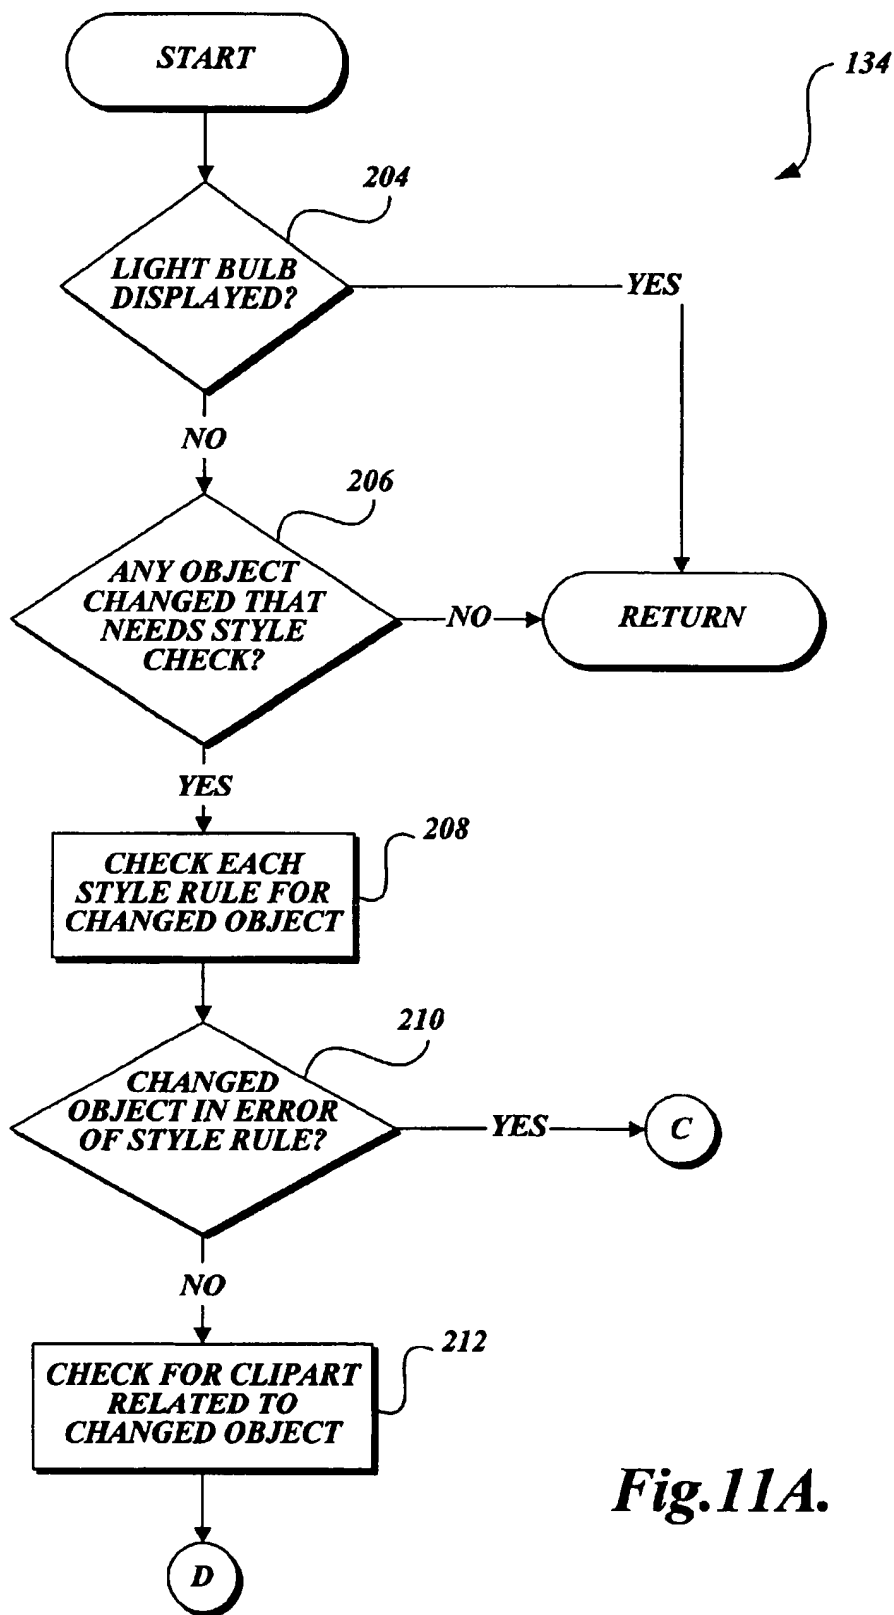 START
134
204
LIGHT BULB
DISPLAYED?
YES
NO
206
ANY OBJECT
CHANGED THAT
NEEDS STYLE
CHECK?
NO
RETURN
YES
208
CHECK EACH
STYLE RULE FOR
CHANGED OBJECT
210
CHANGED
OBJECT IN ERROR
OF STYLE RULE?
YES
C
NO
212
CHECK FOR CLIPART
RELATED TO
CHANGED OBJECT
Fig.11A.
D